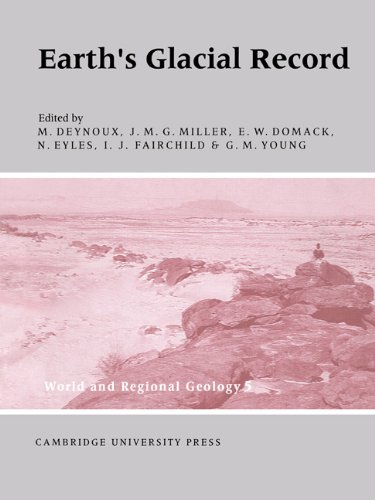 Earth's Glacial Record
Edited by
M. DEYNOUX, J. M. G. MILLER, E. W. DOMACK,
N. EYLES, I. J. FAIRCHILD & G. M. YOUNG
World and Regional Geology 5
CAMBRIDGE UNIVERSITY PRESS